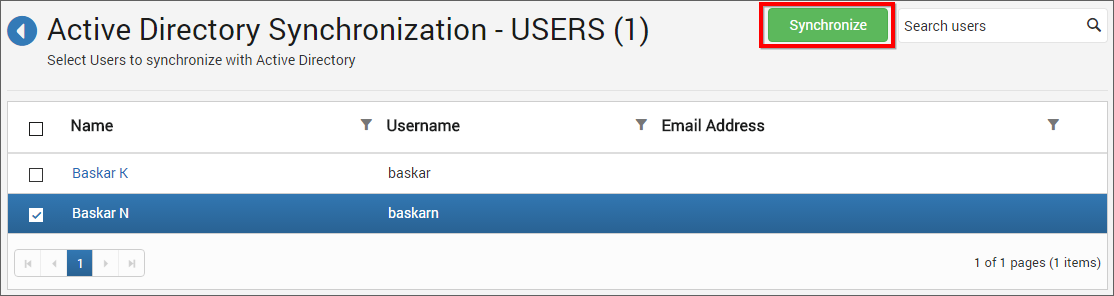 Active Directory Synchronization - USERS (1)
Synchronize
Search users
Select Users to synchronize with Active Directory
Name
Username
Email Address
Baskar K
baskar
Baskar N
baskarn
1
1 of 1 pages (1 items)